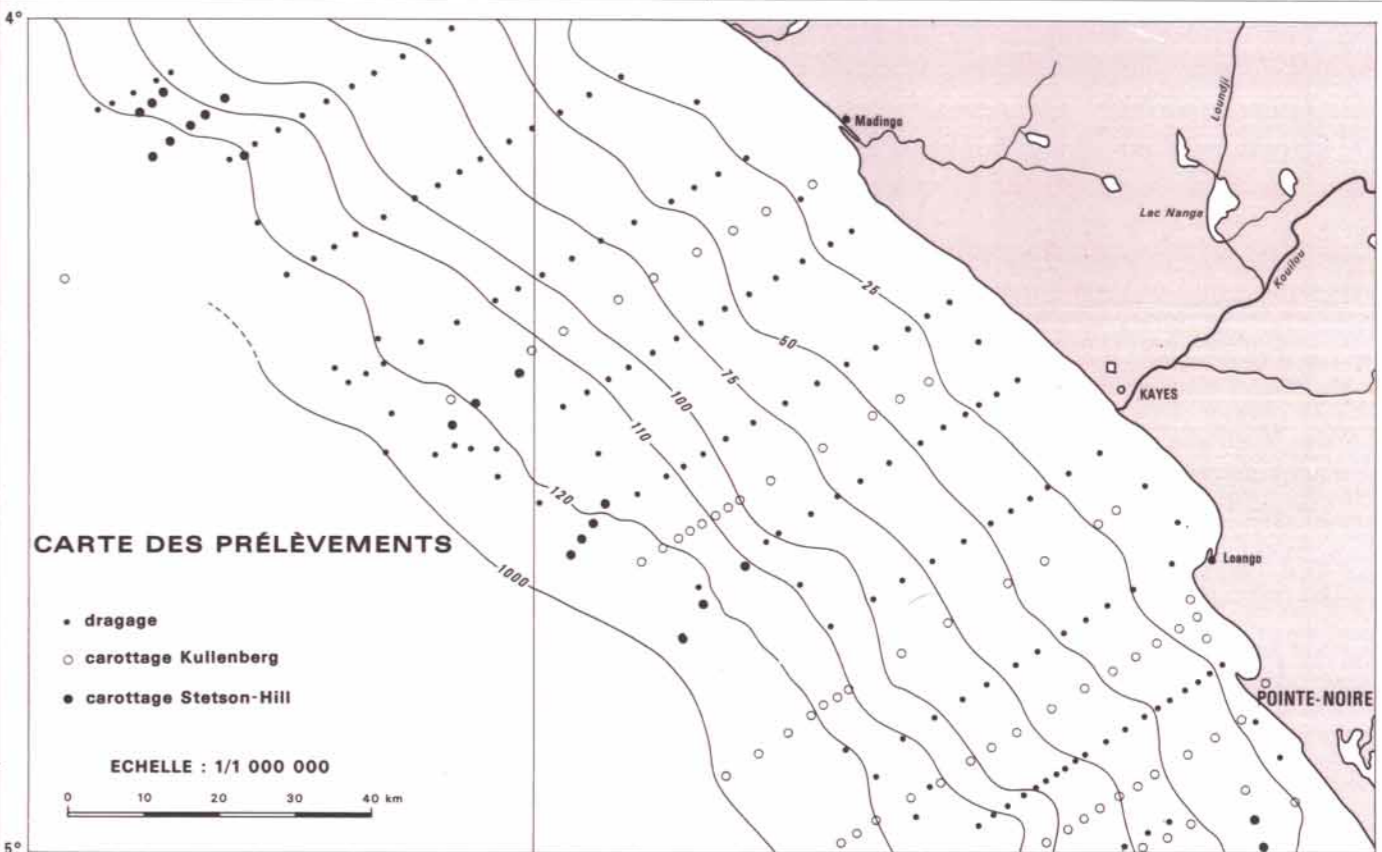 4°
Madingo
Loundji
Lac Nanga
Kouilou
25
50
KAYES
75
100
110
120
Loango
CARTE DES PRÉLÈVEMENTS
1000
dragage
carottage Kullenberg
carottage Stetson-Hill
POINTE-NOIRE
ECHELLE : 1/1 000 000
0 10 20 30 40 km
5°